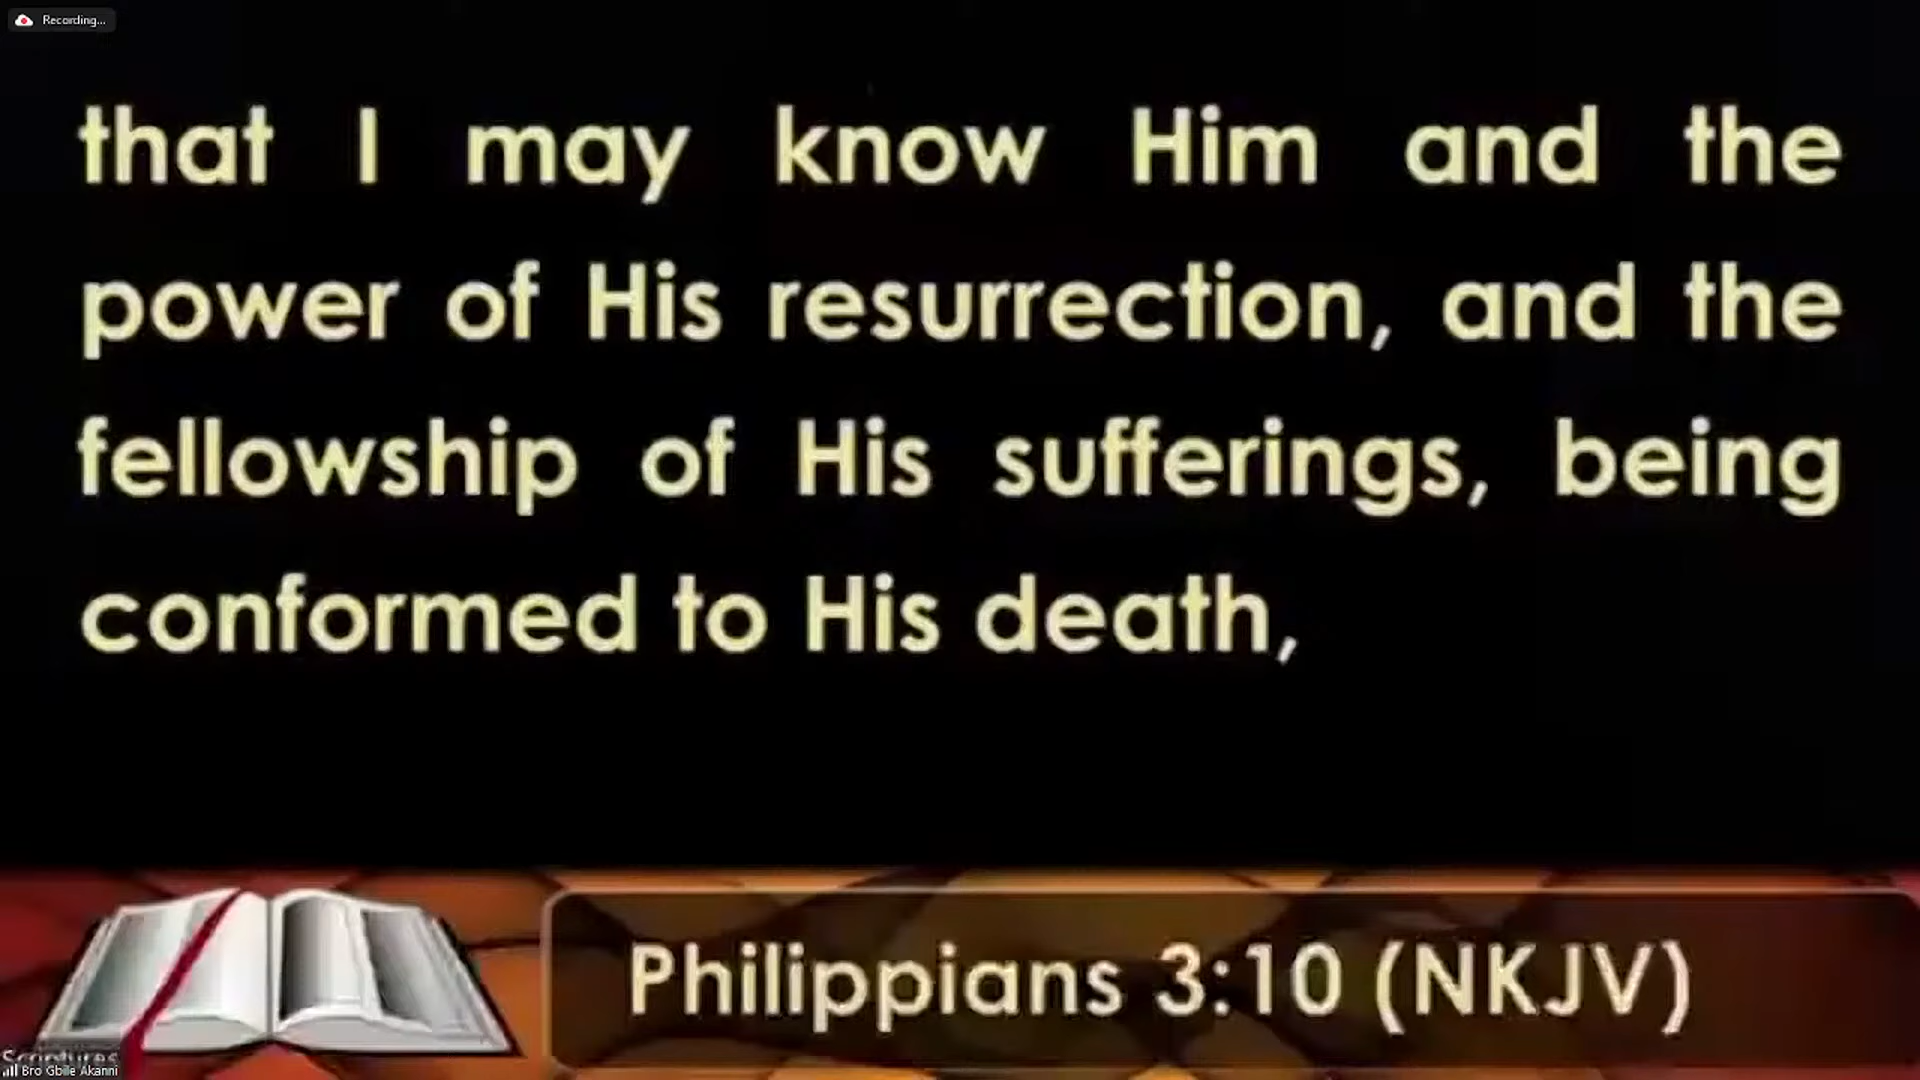 Recording...
that I may know Him and the
power of His resurrection, and the
fellowship of His sufferings, being
conformed to His death,
Philippians 3:10 (NKJV)
Scriptures
Bro Gbile Akanni